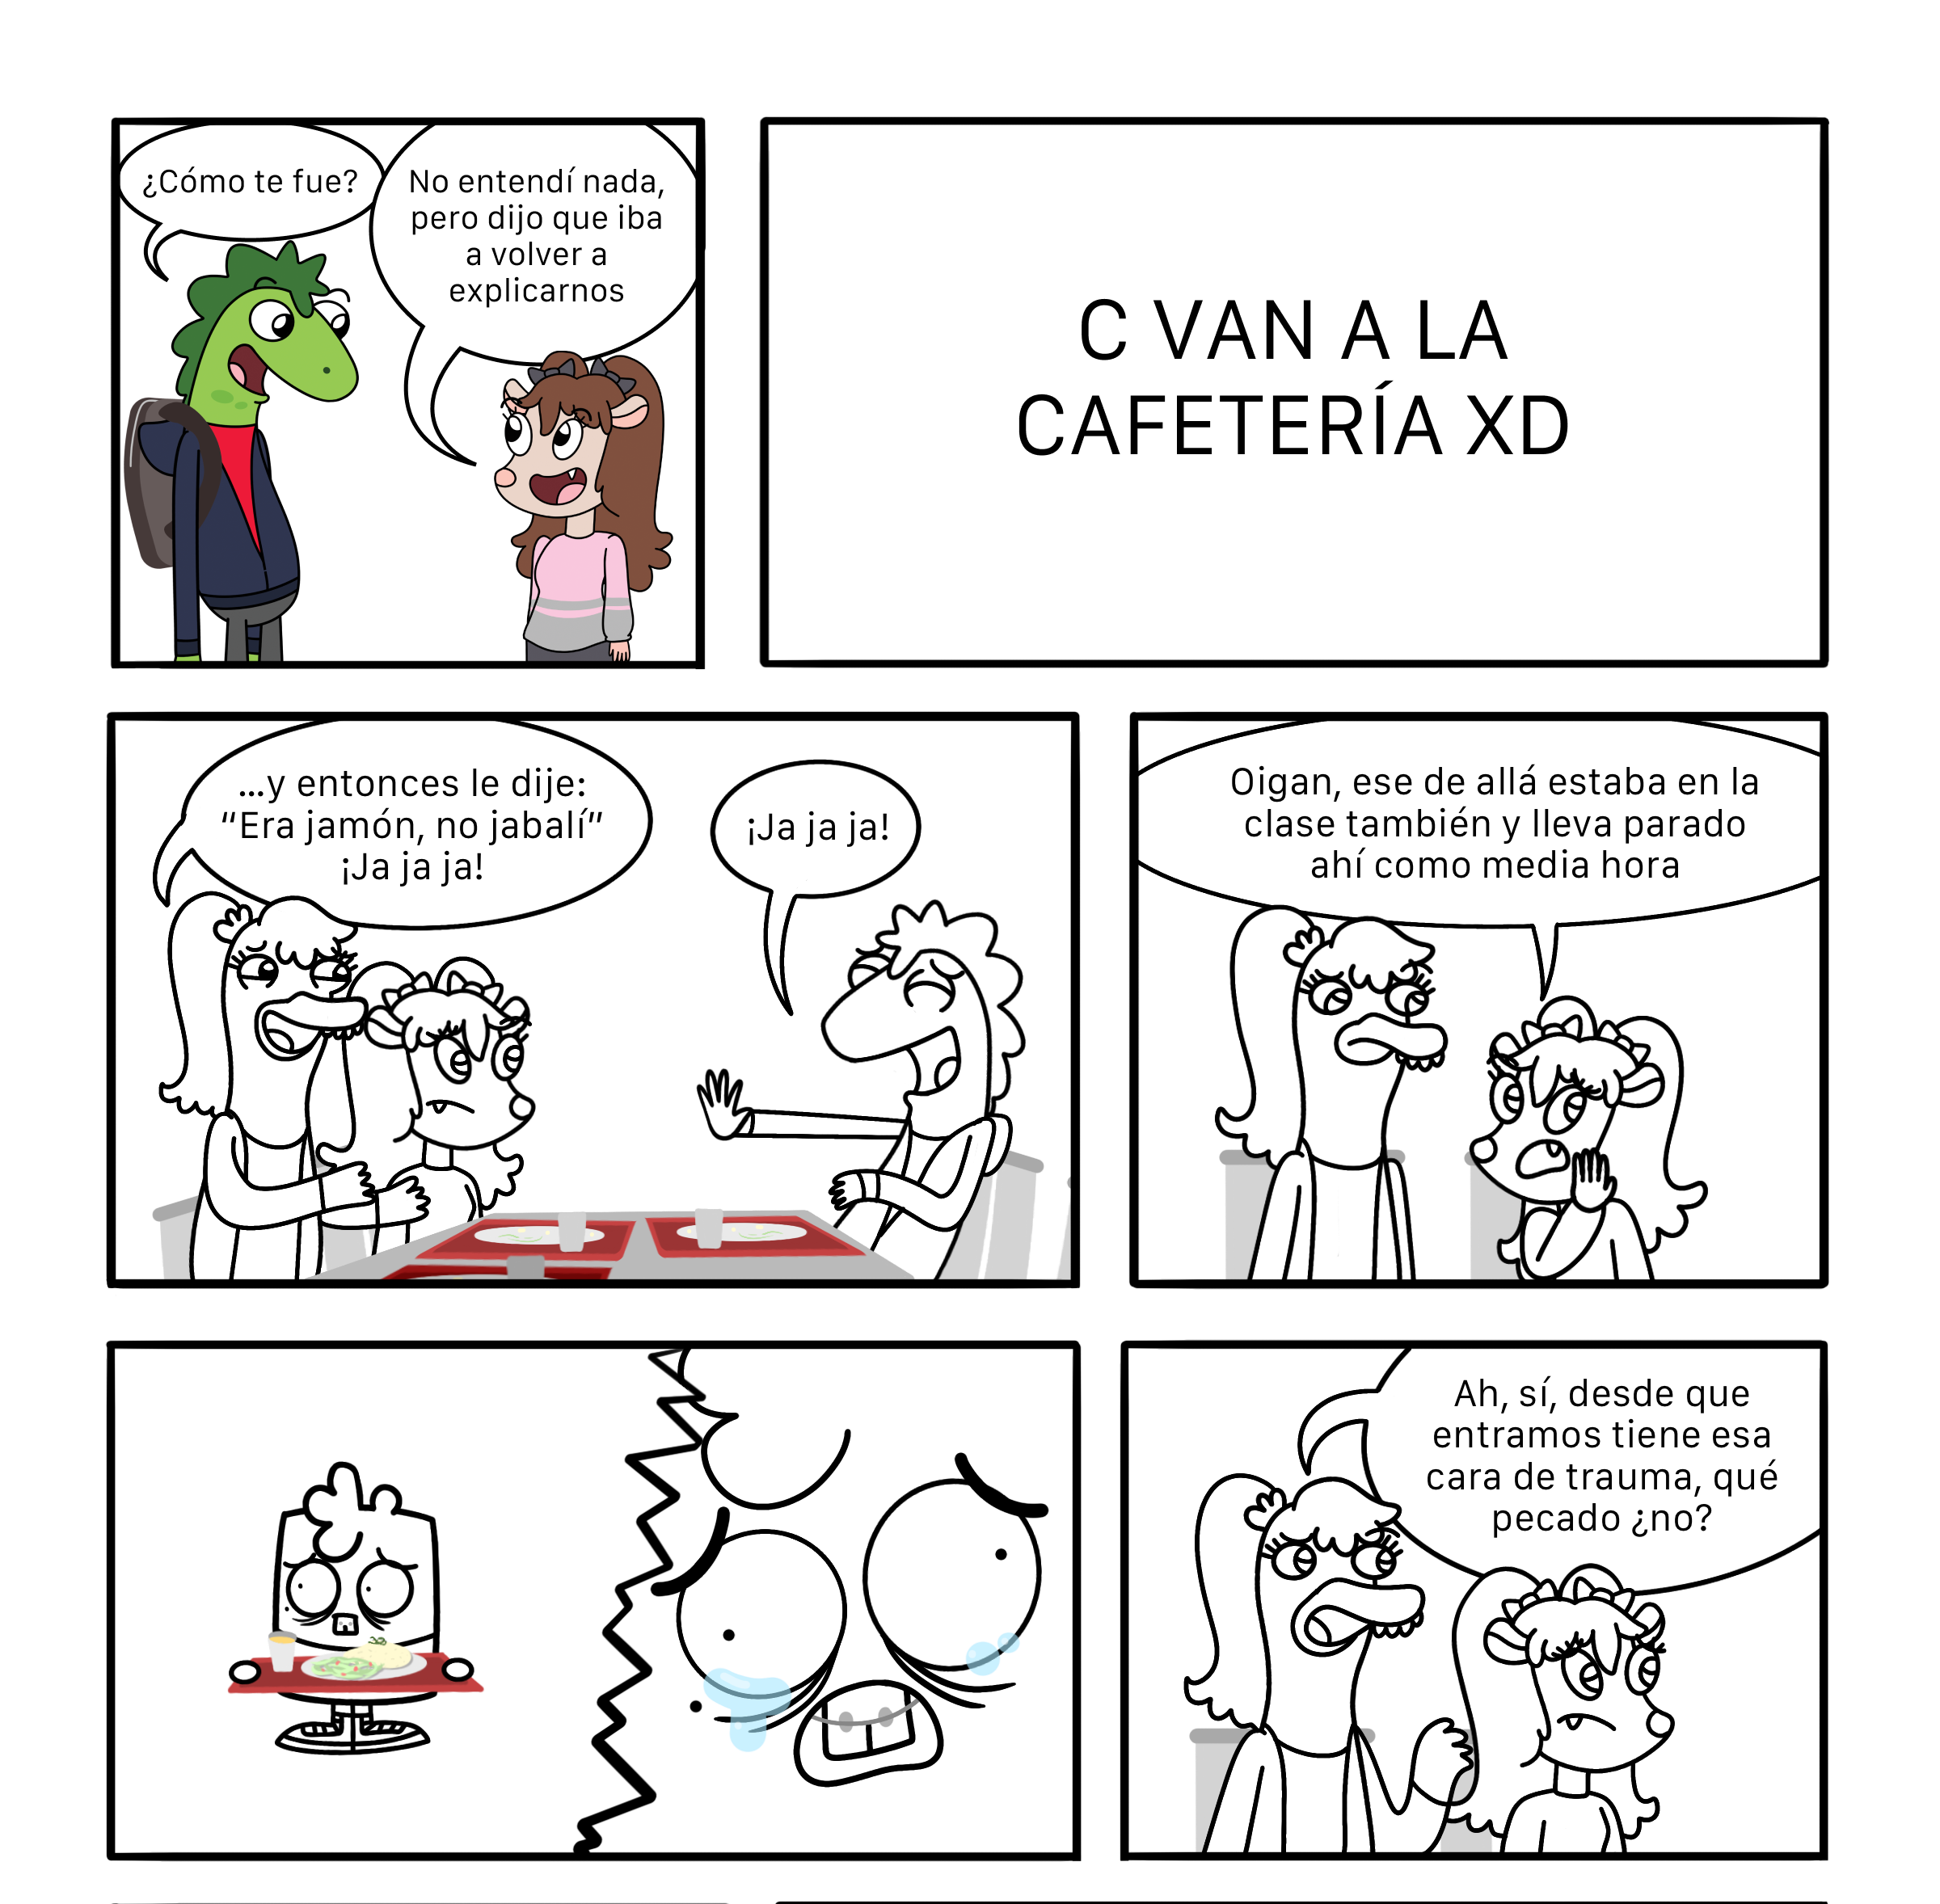 ¿Cómo te fue?
No entendí nada,
pero dijo que iba
a volver a
explicarnos
C VAN A LA
CAFETERÍA XD
...y entonces le dije:
“Era jamón, no jabalí”
¡Ja ja ja!
¡Ja ja ja!
Oigan, ese de allá estaba en la
clase también y lleva parado
ahí como media hora
Ah, sí, desde que
entramos tiene esa
cara de trauma, qué
pecado ¿no?